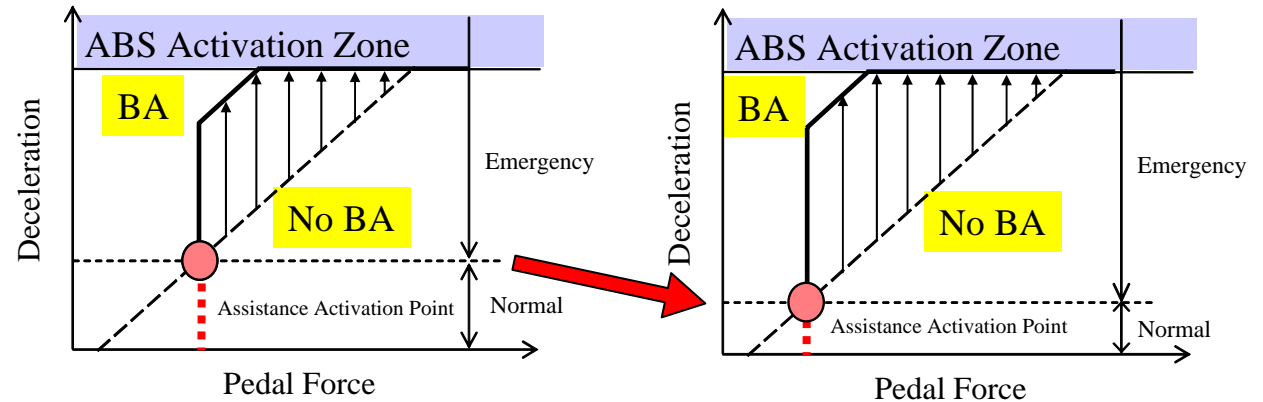 ABS Activation Zone
BA
Emergency
No BA
Deceleration
Assistance Activation Point
Normal
Pedal Force
ABS Activation Zone
BA
Emergency
No BA
Deceleration
Assistance Activation Point
Normal
Pedal Force